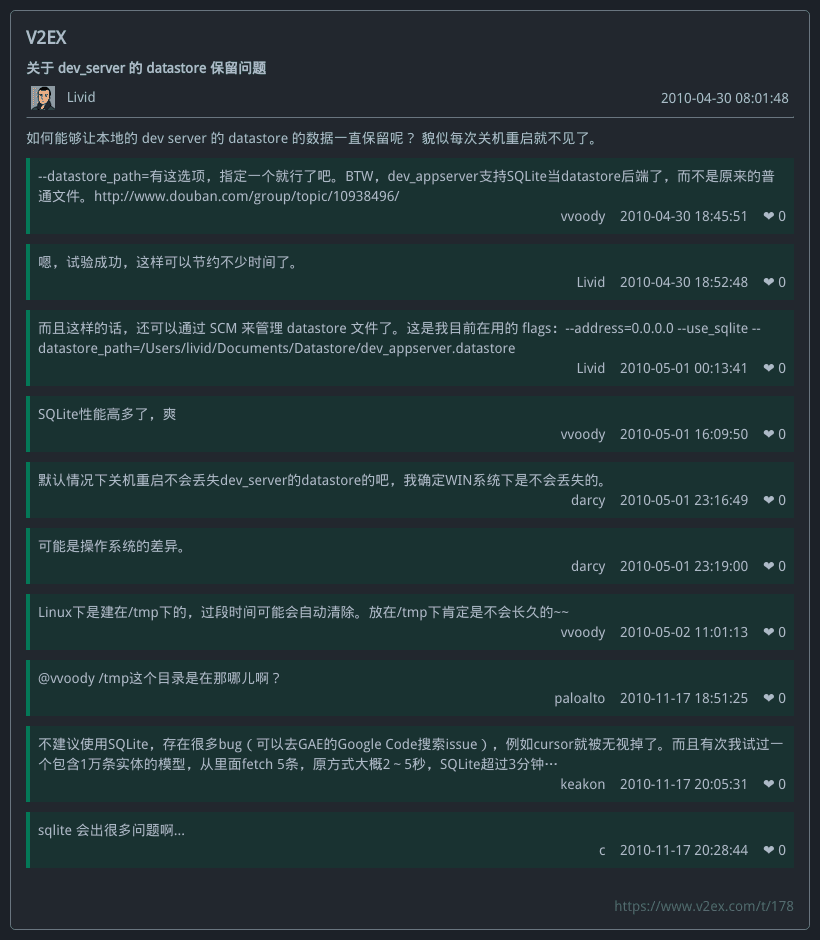 V2EX
关于 dev_server 的 datastore 保留问题
Livid 2010-04-30 08:01:48
如何能够让本地的 dev server 的 datastore 的数据一直保留呢？ 貌似每次关机重启就不见了。
--datastore_path=有这选项，指定一个就行了吧。BTW，dev_appserver支持SQLite当datastore后端了，而不是原来的普
通文件。http://www.douban.com/group/topic/10938496/
vvoody 2010-04-30 18:45:51 ❤ 0
嗯，试验成功，这样可以节约不少时间了。
Livid 2010-04-30 18:52:48 ❤ 0
而且这样的话，还可以通过 SCM 来管理 datastore 文件了。这是我目前在用的 flags：--address=0.0.0.0 --use_sqlite --
datastore_path=/Users/livid/Documents/Datastore/dev_appserver.datastore
Livid 2010-05-01 00:13:41 ❤ 0
SQLite性能高多了，爽
vvoody 2010-05-01 16:09:50 ❤ 0
默认情况下关机重启不会丢失dev_server的datastore的吧，我确定WIN系统下是不会丢失的。
darcy 2010-05-01 23:16:49 ❤ 0
可能是操作系统的差异。
darcy 2010-05-01 23:19:00 ❤ 0
Linux下是建在/tmp下的，过段时间可能会自动清除。放在/tmp下肯定是不会长久的~~
vvoody 2010-05-02 11:01:13 ❤ 0
@vvoody /tmp这个目录是在那哪儿啊？
paloalto 2010-11-17 18:51:25 ❤ 0
不建议使用SQLite，存在很多bug（可以去GAE的Google Code搜索issue），例如cursor就被无视掉了。而且有次我试过一
个包含1万条实体的模型，从里面fetch 5条，原方式大概2～5秒，SQLite超过3分钟…
keakon 2010-11-17 20:05:31 ❤ 0
sqlite 会出很多问题啊...
c 2010-11-17 20:28:44 ❤ 0
https://www.v2ex.com/t/178